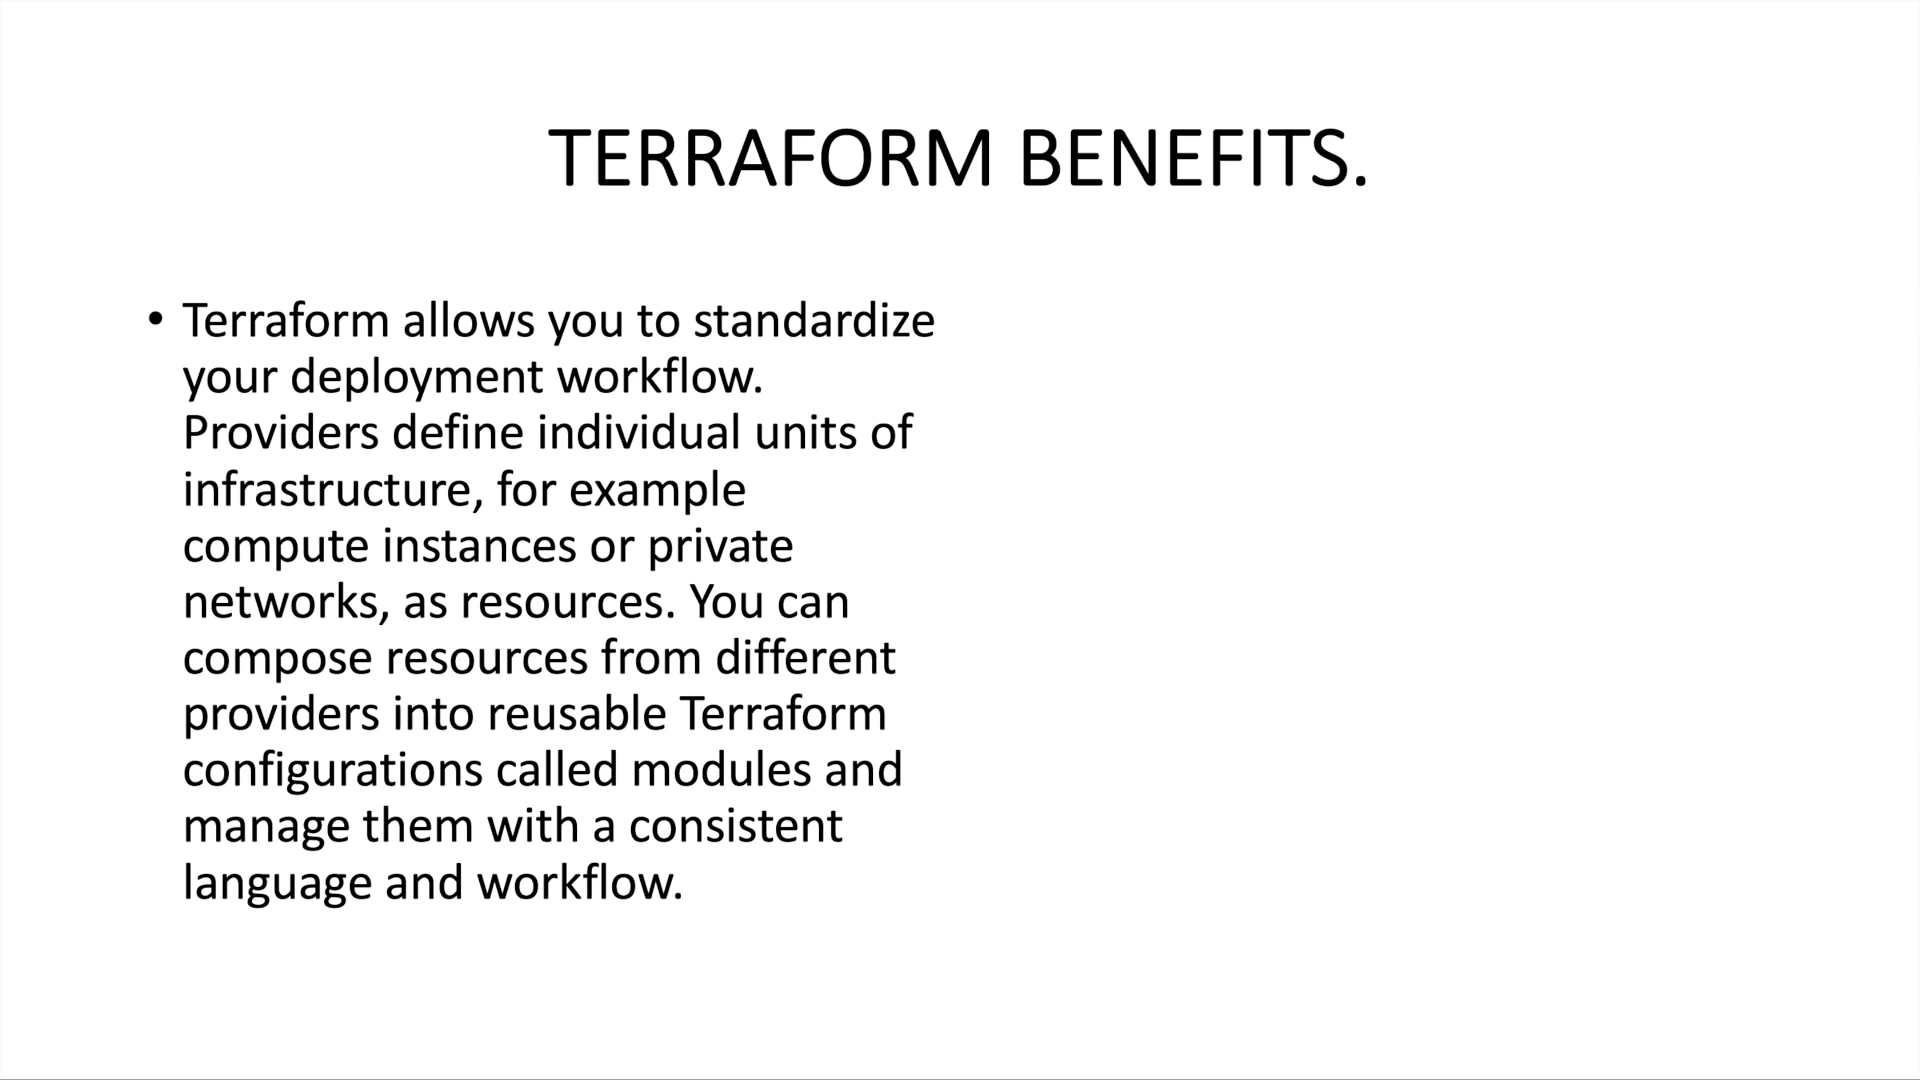 TERRAFORM BENEFITS.
• Terraform allows you to standardize
your deployment workflow.
Providers define individual units of
infrastructure, for example
compute instances or private
networks, as resources. You can
compose resources from different
providers into reusable Terraform
configurations called modules and
manage them with a consistent
language and workflow.